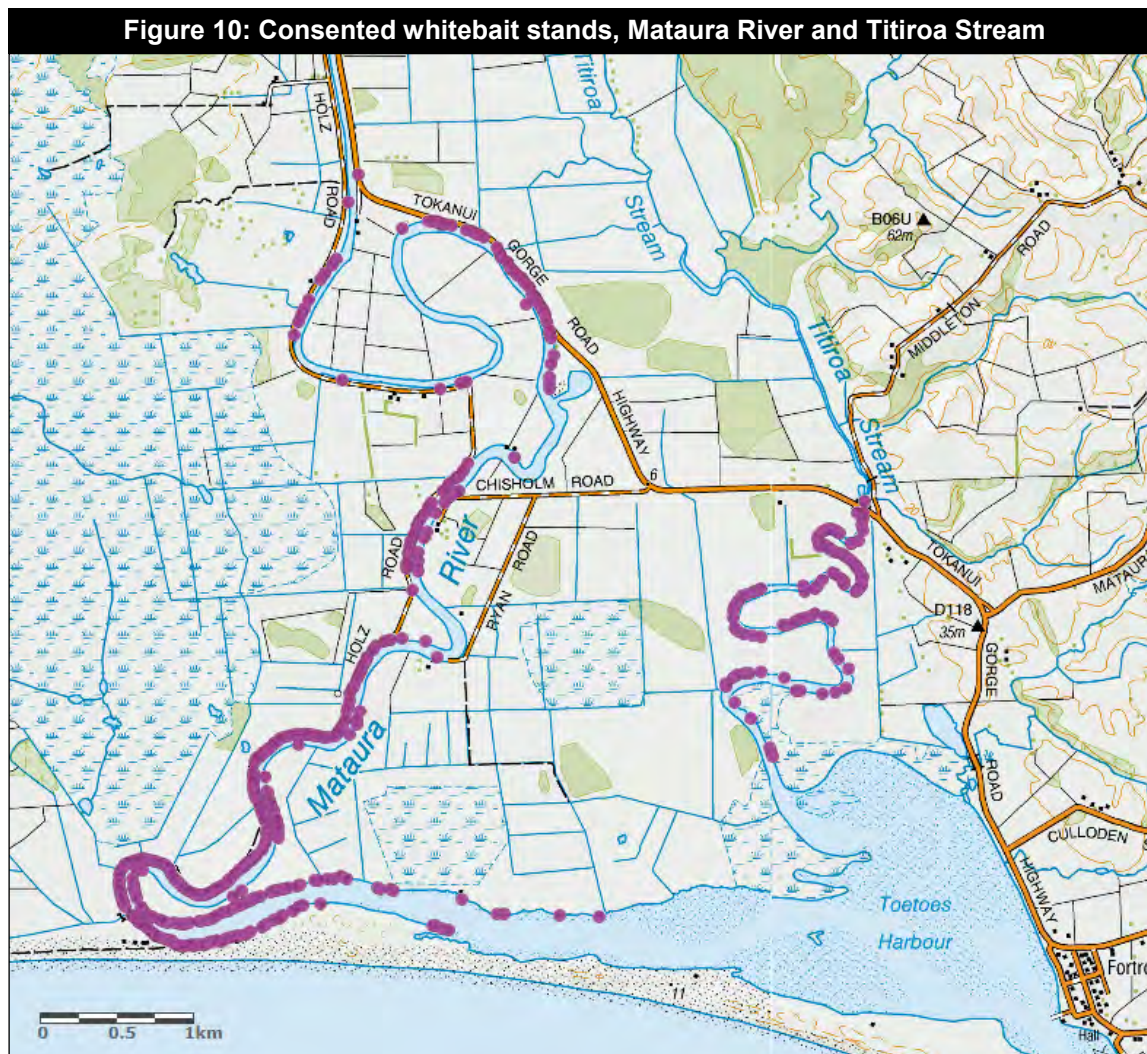 Figure 10: Consented whitebait stands, Mataura River and Titiroa Stream
HOLZ
ROAD
Titiroa
Stream
TOKANUI
GORGE
ROAD
HIGHWAY
B06U
62m
ROAD
MIDDLETON
Titiroa
Stream
6
CHISHOLM ROAD
ROAD
River
RYAN
ROAD
HOLZ
Mataura
TOKANUI
MATAUR
D118
35m
GORGE
ROAD
HIGHWAY
CULLODEN
Toetoes
Harbour
Fortro
Hall
11
0 0.5 1km